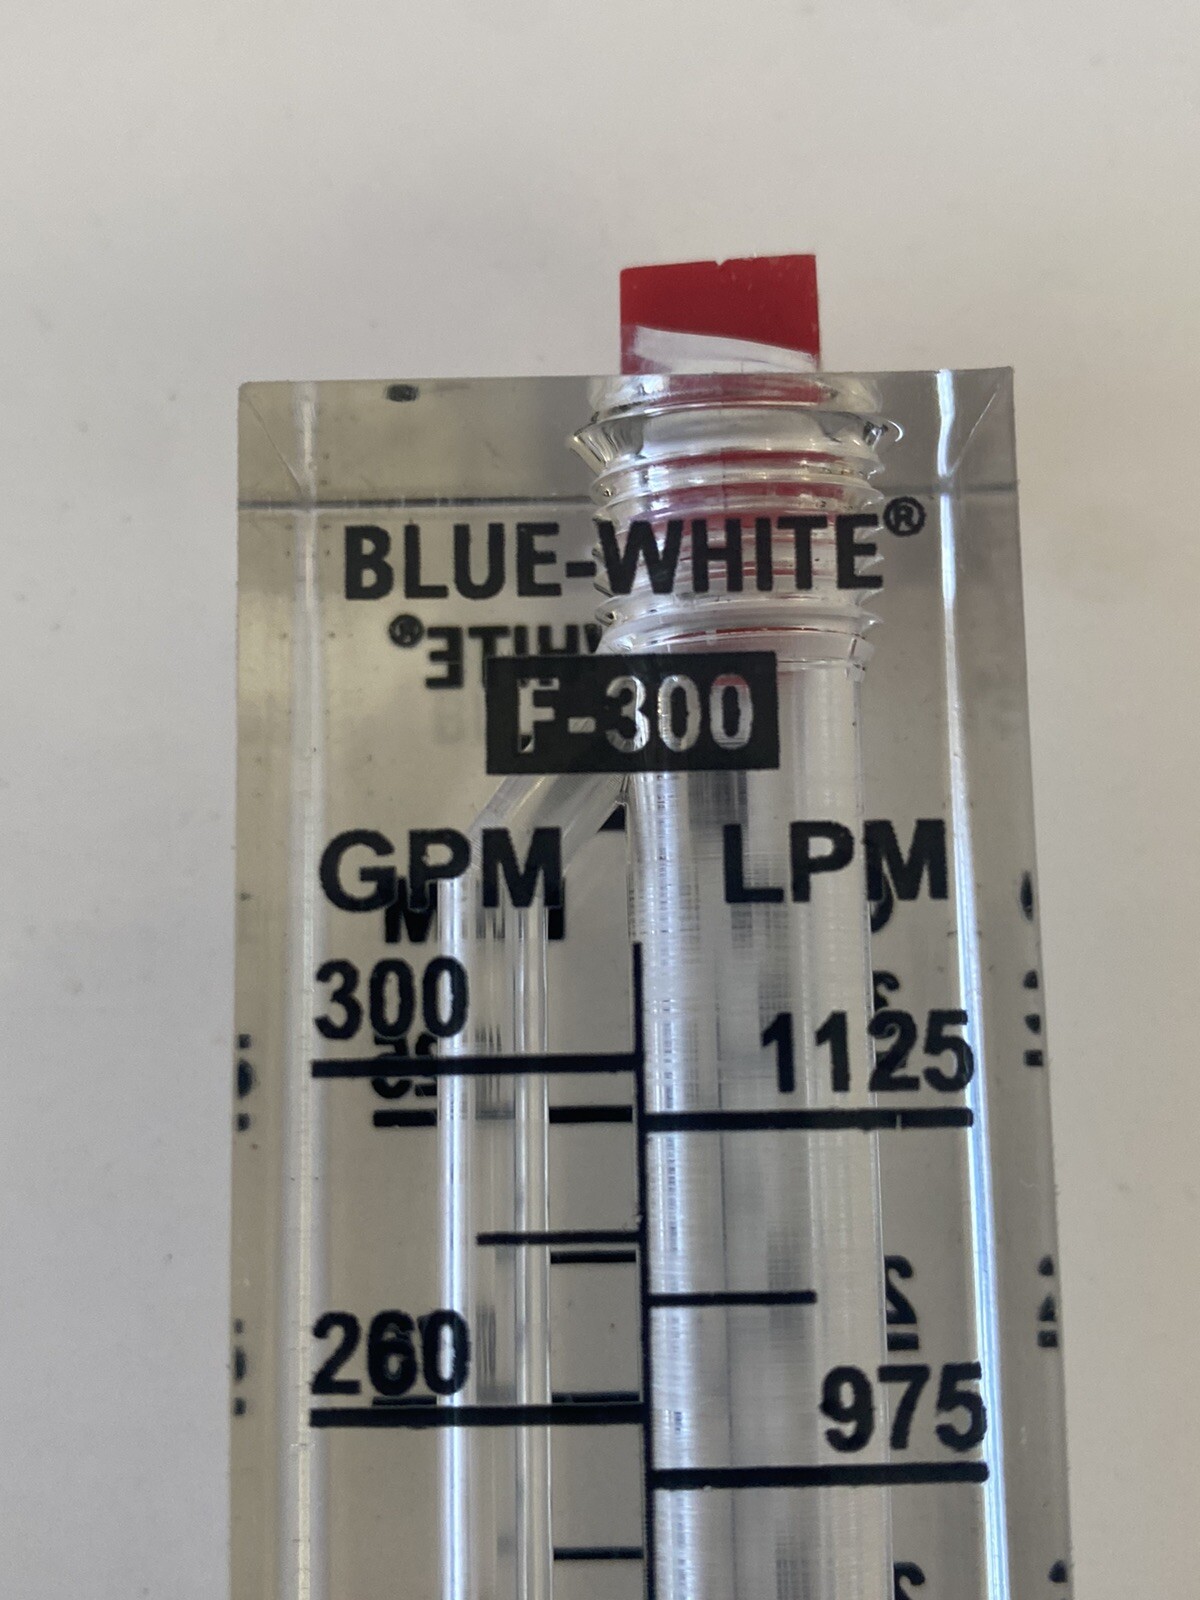 BLUE-WHITE®
F-300
GPM LPM
300
1125
260
975